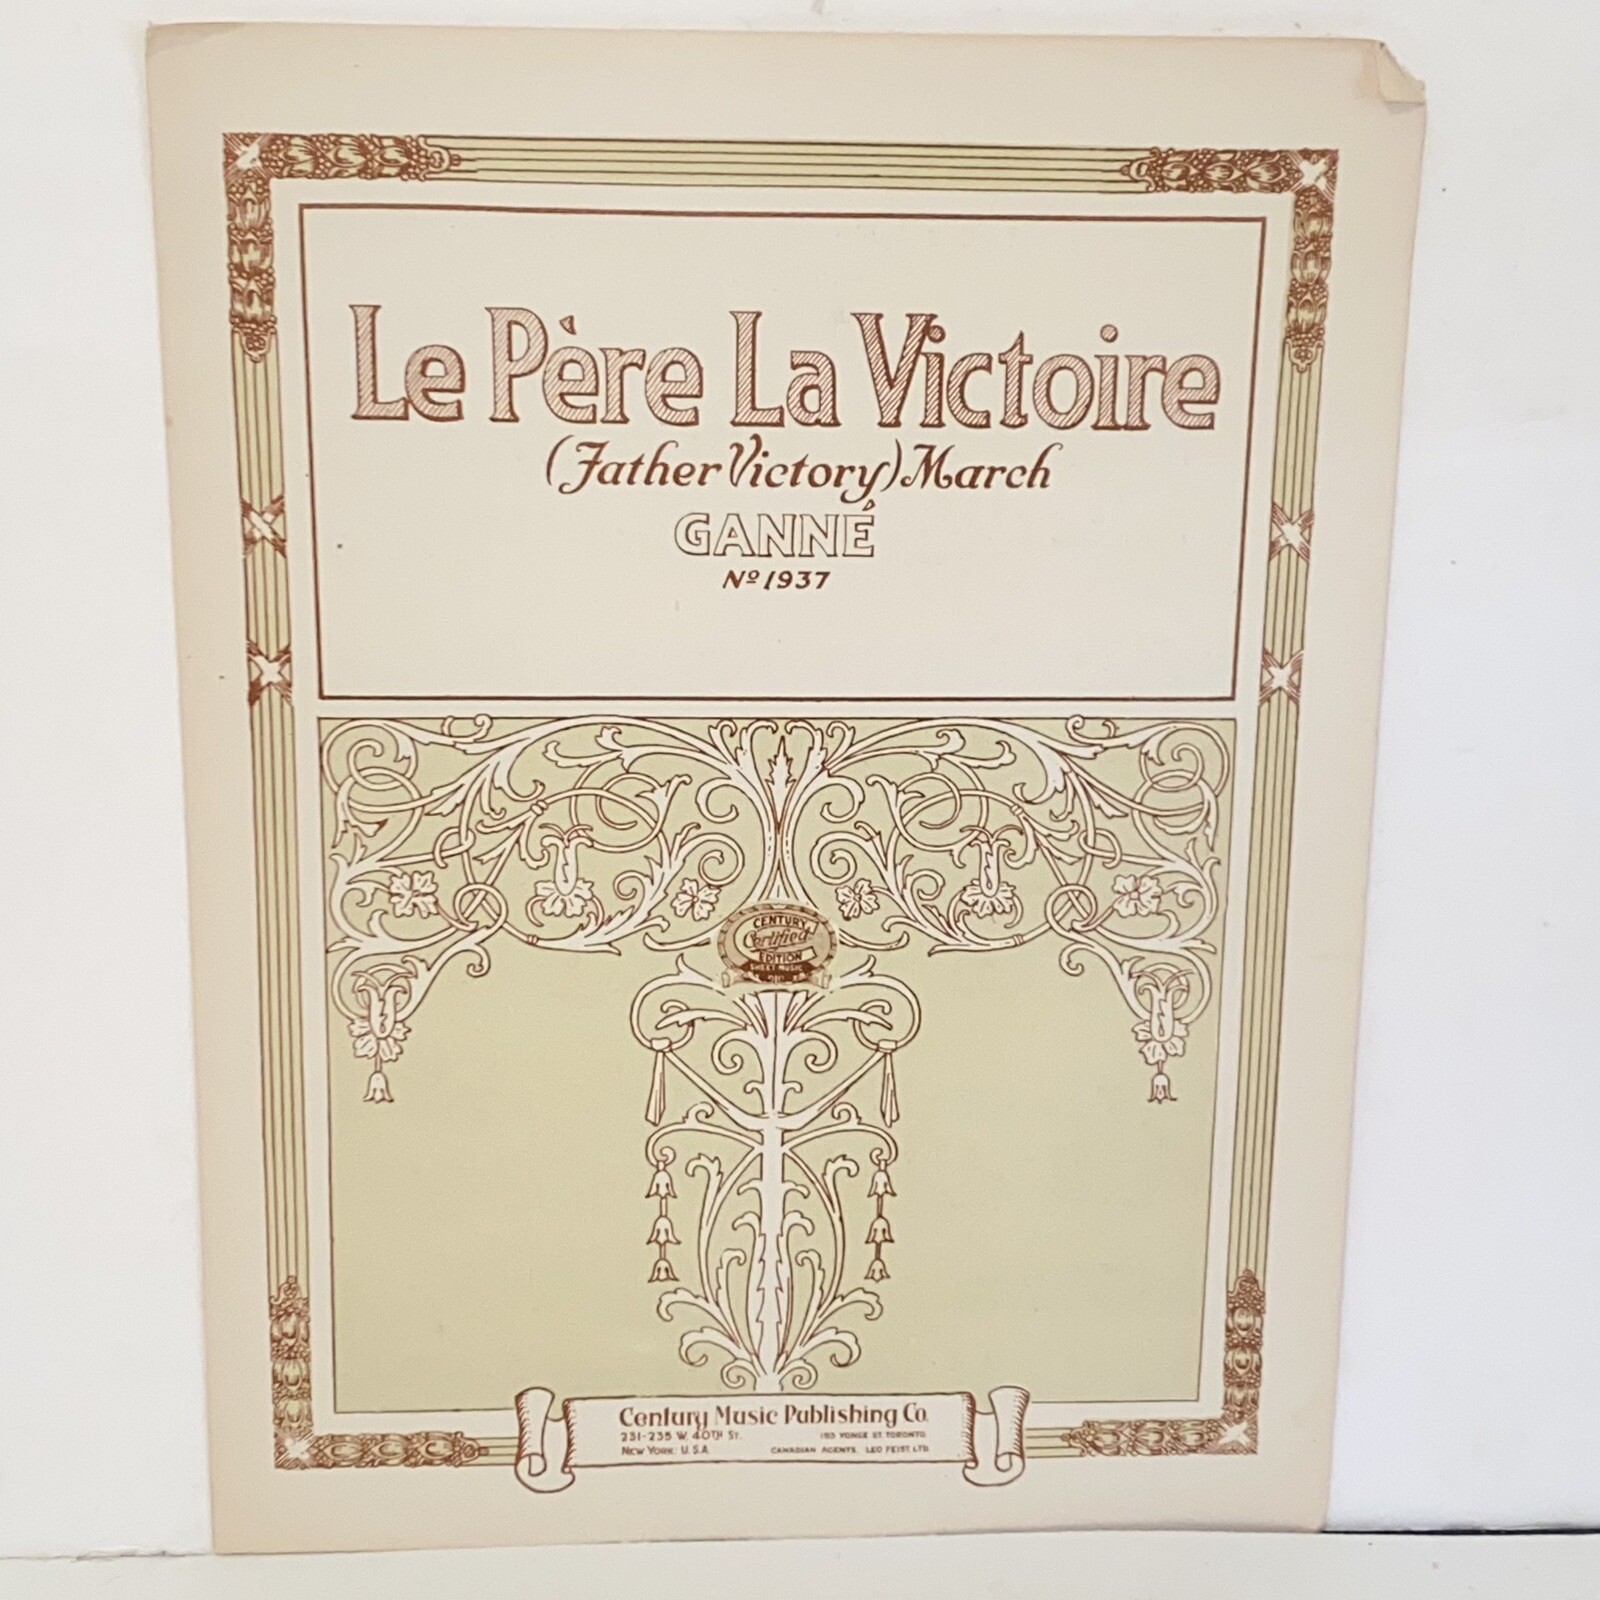 Le Père La Victoire
(Father Victory) March
GANNÉ
Nº 1937
CENTURY
Certified
EDITION
SHEET MUSIC
Century Music Publishing Co.
231-235 W. 40TH ST. 193 YONGE ST. TORONTO
NEW YORK: U.S.A. CANADIAN AGENTS. LEO FEIST. LTD.